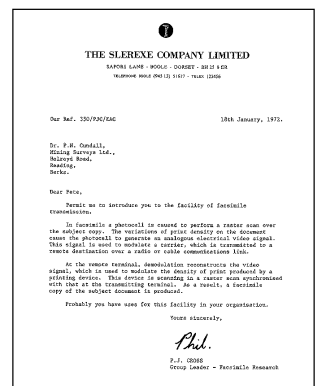 THE SLEREXE COMPANY LIMITED
SAPORS LANE - BOOLE - DORSET - BH 25 8 ER
TELEPHONE BOOLE (945 13) 51617 - TELEX 123456
Our Ref. 350/PJC/EAC
18th January, 1972.
Dr. P.N. Cundall,
Mining Surveys Ltd.,
Holroyd Road,
Reading,
Berks.
Dear Pete,
Permit me to introduce you to the facility of facsimile
transmission.
In facsimile a photocell is caused to perform a raster scan over
the subject copy. The variations of print density on the document
cause the photocell to generate an analogous electrical video signal.
This signal is used to modulate a carrier, which is transmitted to a
remote destination over a radio or cable communications link.
At the remote terminal, demodulation reconstructs the video
signal, which is used to modulate the density of print produced by a
printing device. This device is scanning in a raster scan synchronised
with that at the transmitting terminal. As a result, a facsimile
copy of the subject document is produced.
Probably you have uses for this facility in your organisation.
Yours sincerely,
Phil.
P.J. CROSS
Group Leader - Facsimile Research